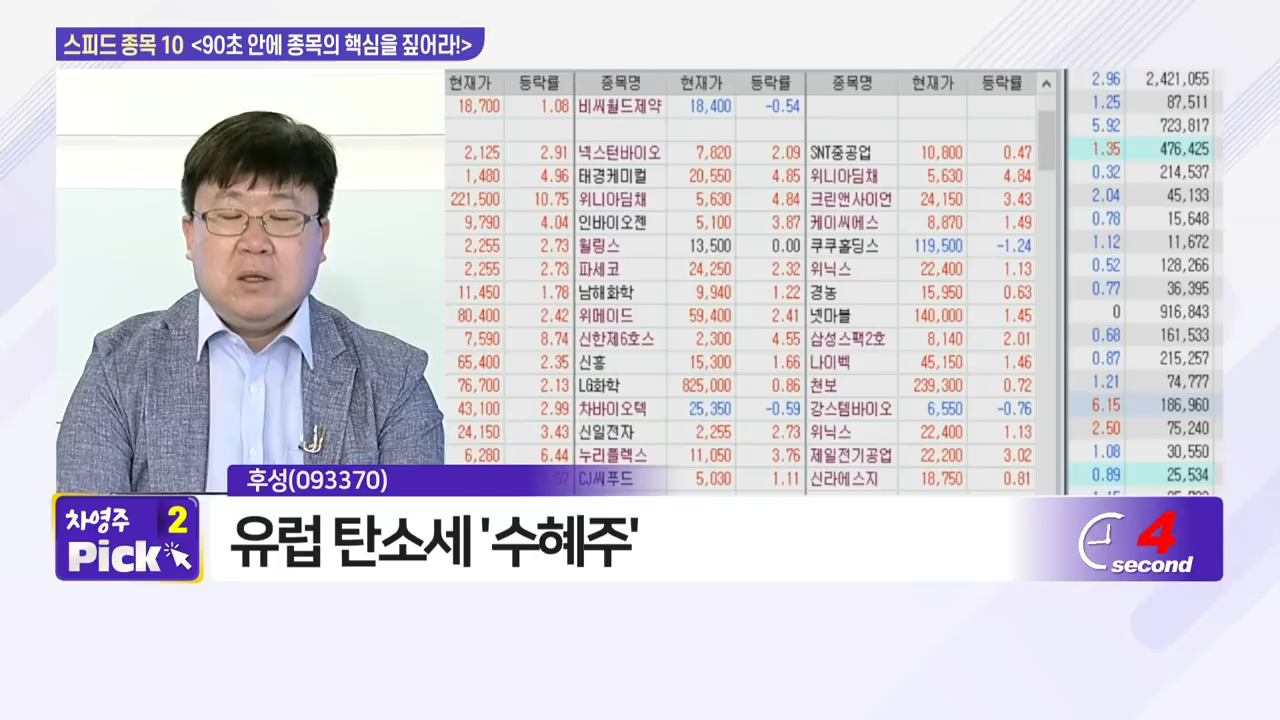 스피드 종목 10 <90초 안에 종목의 핵심을 짚어라!>
현재가 등락률 종목명 현재가 등락률 종목명 현재가 등락률
18,700 1.08 비씨월드제약 18,400 -0.54
2,125 2.91 넥스턴바이오 7,820 2.09 SNT중공업 10,800 0.47
1,480 4.96 태경케미컬 20,550 4.85 위니아딤채 5,630 4.84
221,500 10.75 위니아딤채 5,630 4.84 크린앤사이언 24,150 3.43
9,790 4.04 인바이오젠 5,100 3.87 케이씨에스 8,870 1.49
2,255 2.73 윌링스 13,500 0.00 쿠쿠홀딩스 119,500 -1.24
2,255 2.73 파세코 24,250 2.32 위닉스 22,400 1.13
11,450 1.78 남해화학 9,940 1.22 경농 15,950 0.63
80,400 2.42 위메이드 59,400 2.41 넷마블 140,000 1.45
7,590 8.74 신한제6호스 2,300 4.55 삼성스팩2호 8,140 2.01
65,400 2.35 신흥 15,300 1.66 나이벡 45,150 1.46
76,700 2.13 LG화학 825,000 0.86 천보 239,300 0.72
43,100 2.99 차바이오텍 25,350 -0.59 강스템바이오 6,550 -0.76
24,150 3.43 신일전자 2,255 2.73 위닉스 22,400 1.13
6,280 6.44 누리플렉스 11,050 3.76 제일전기공업 22,200 3.02
CJ씨푸드 5,030 1.11 신라에스지 18,750 0.81
2.96 2,421,055
1.25 87,511
5.92 723,817
1.35 476,425
0.32 214,537
2.04 45,133
0.78 15,648
1.12 11,672
0.52 128,266
0.77 36,395
0 916,843
0.68 161,533
0.87 215,257
1.21 74,777
6.15 186,960
2.50 75,240
1.08 30,550
0.89 25,534
후성(093370)
차영주 2
Pick
유럽 탄소세 '수혜주'
4
second